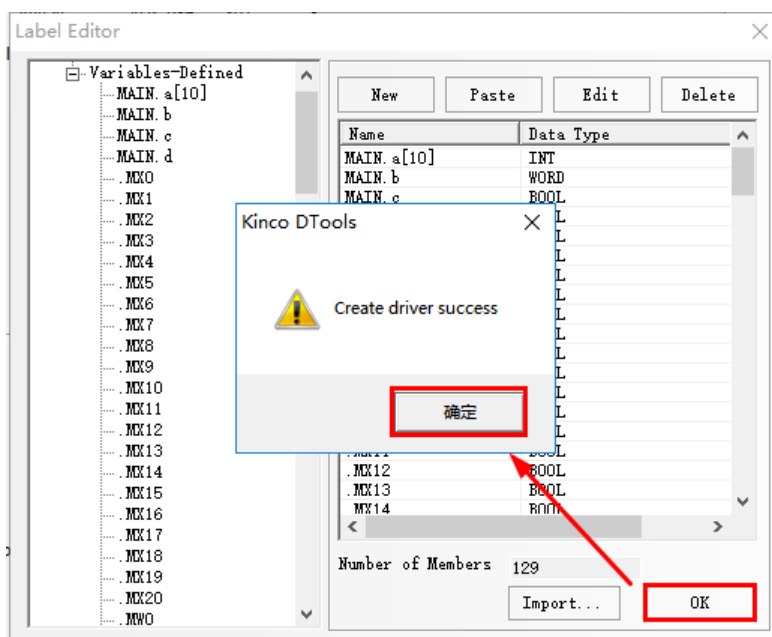 Label Editor
Variables-Defined
MAIN.a[10]
MAIN.b
MAIN.c
MAIN.d
.MX0
.MX1
.MX2
.MX3
.MX4
.MX5
.MX6
.MX7
.MX8
.MX9
.MX10
.MX11
.MX12
.MX13
.MX14
.MX15
.MX16
.MX17
.MX18
.MX19
.MX20
.MW0
New Paste Edit Delete
Name Data Type
MAIN.a[10] INT
MAIN.b WORD
MAIN.c BOOL
Kinco DTools
Create driver success
确定
.MX11 BOOL
.MX12 BOOL
.MX13 BOOL
.MX14 BOOL
Number of Members 129
Import... OK